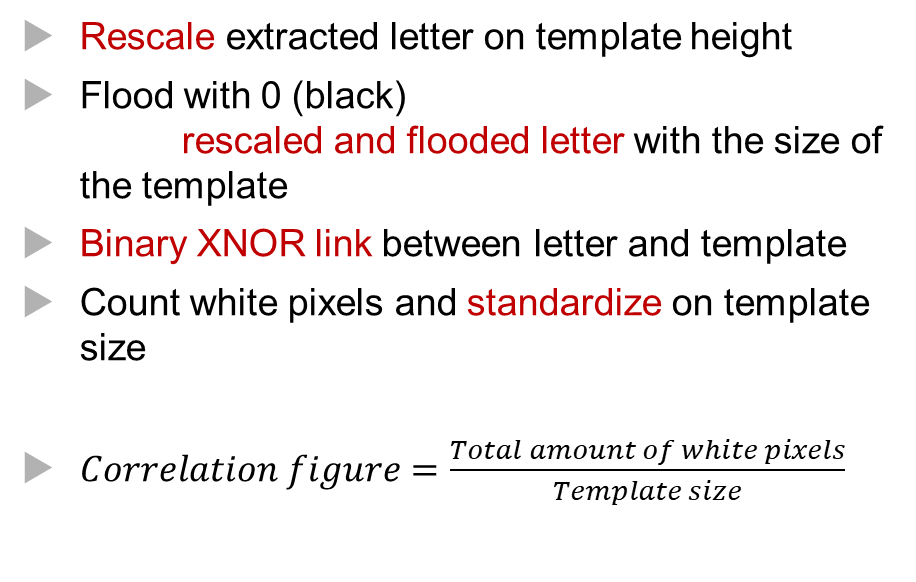 Rescale extracted letter on template height
Flood with 0 (black)
rescaled and flooded letter with the size of
the template
Binary XNOR link between letter and template
Count white pixels and standardize on template
size
Correlation figure = Total amount of white pixels / Template size